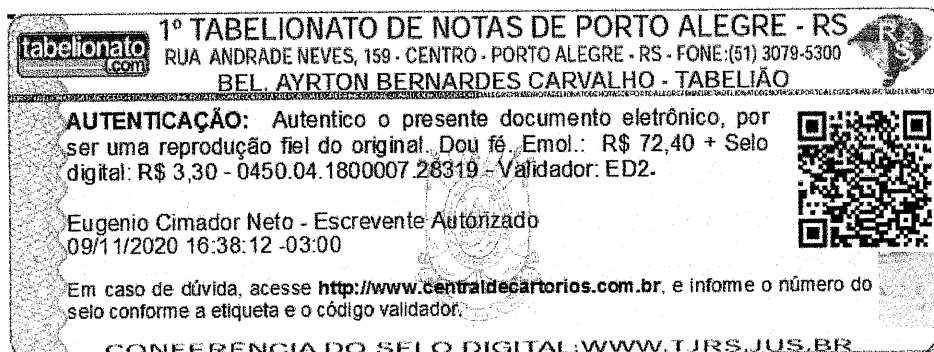 1º TABELIONATO DE NOTAS DE PORTO ALEGRE - RS
tabelionato
.com
RUA ANDRADE NEVES, 159 - CENTRO - PORTO ALEGRE - RS - FONE:(51) 3079-5300
BEL. AYRTON BERNARDES CARVALHO - TABELIÃO
RS
AUTENTICAÇÃO: Autentico o presente documento eletrônico, por
ser uma reprodução fiel do original. Dou fé. Emol.: R$ 72,40 + Selo
digital: R$ 3,30 - 0450.04.1800007.28319 - Validador: ED2.
Eugenio Cimador Neto - Escrevente Autorizado
09/11/2020 16:38:12 -03:00
Em caso de dúvida, acesse http://www.centraldecartorios.com.br, e informe o número do
selo conforme a etiqueta e o código validador.
CONFERÊNCIA DO SELO DIGITAL:WWW.TJRS.JUS.BR